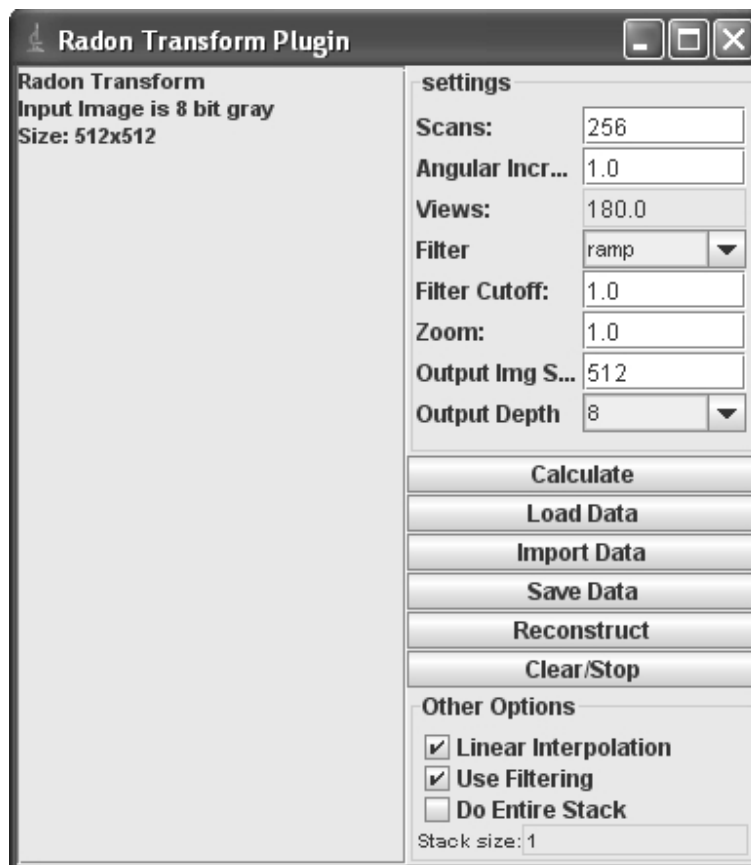 Radon Transform Plugin
Radon Transform
Input Image is 8 bit gray
Size: 512x512
settings
Scans: 256
Angular Incr... 1.0
Views: 180.0
Filter ramp
Filter Cutoff: 1.0
Zoom: 1.0
Output Img S... 512
Output Depth 8
Calculate
Load Data
Import Data
Save Data
Reconstruct
Clear/Stop
Other Options
Linear Interpolation
Use Filtering
Do Entire Stack
Stack size: 1